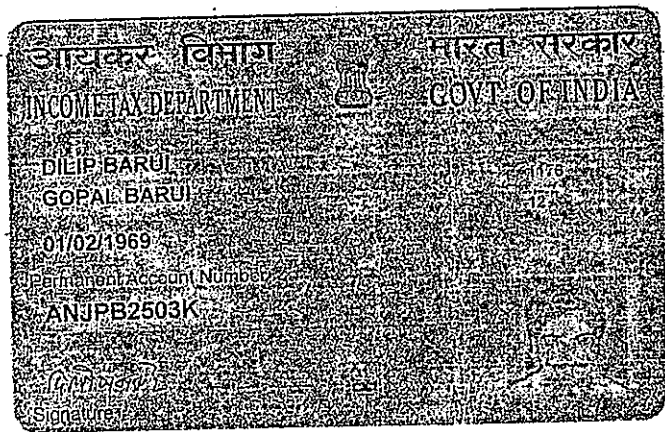 आयकर विभाग भारत सरकार
INCOME TAX DEPARTMENT GOVT. OF INDIA
DILIP BARUI
GOPAL BARUI
01/02/1969
Permanent Account Number
ANJPB2503K
Signature